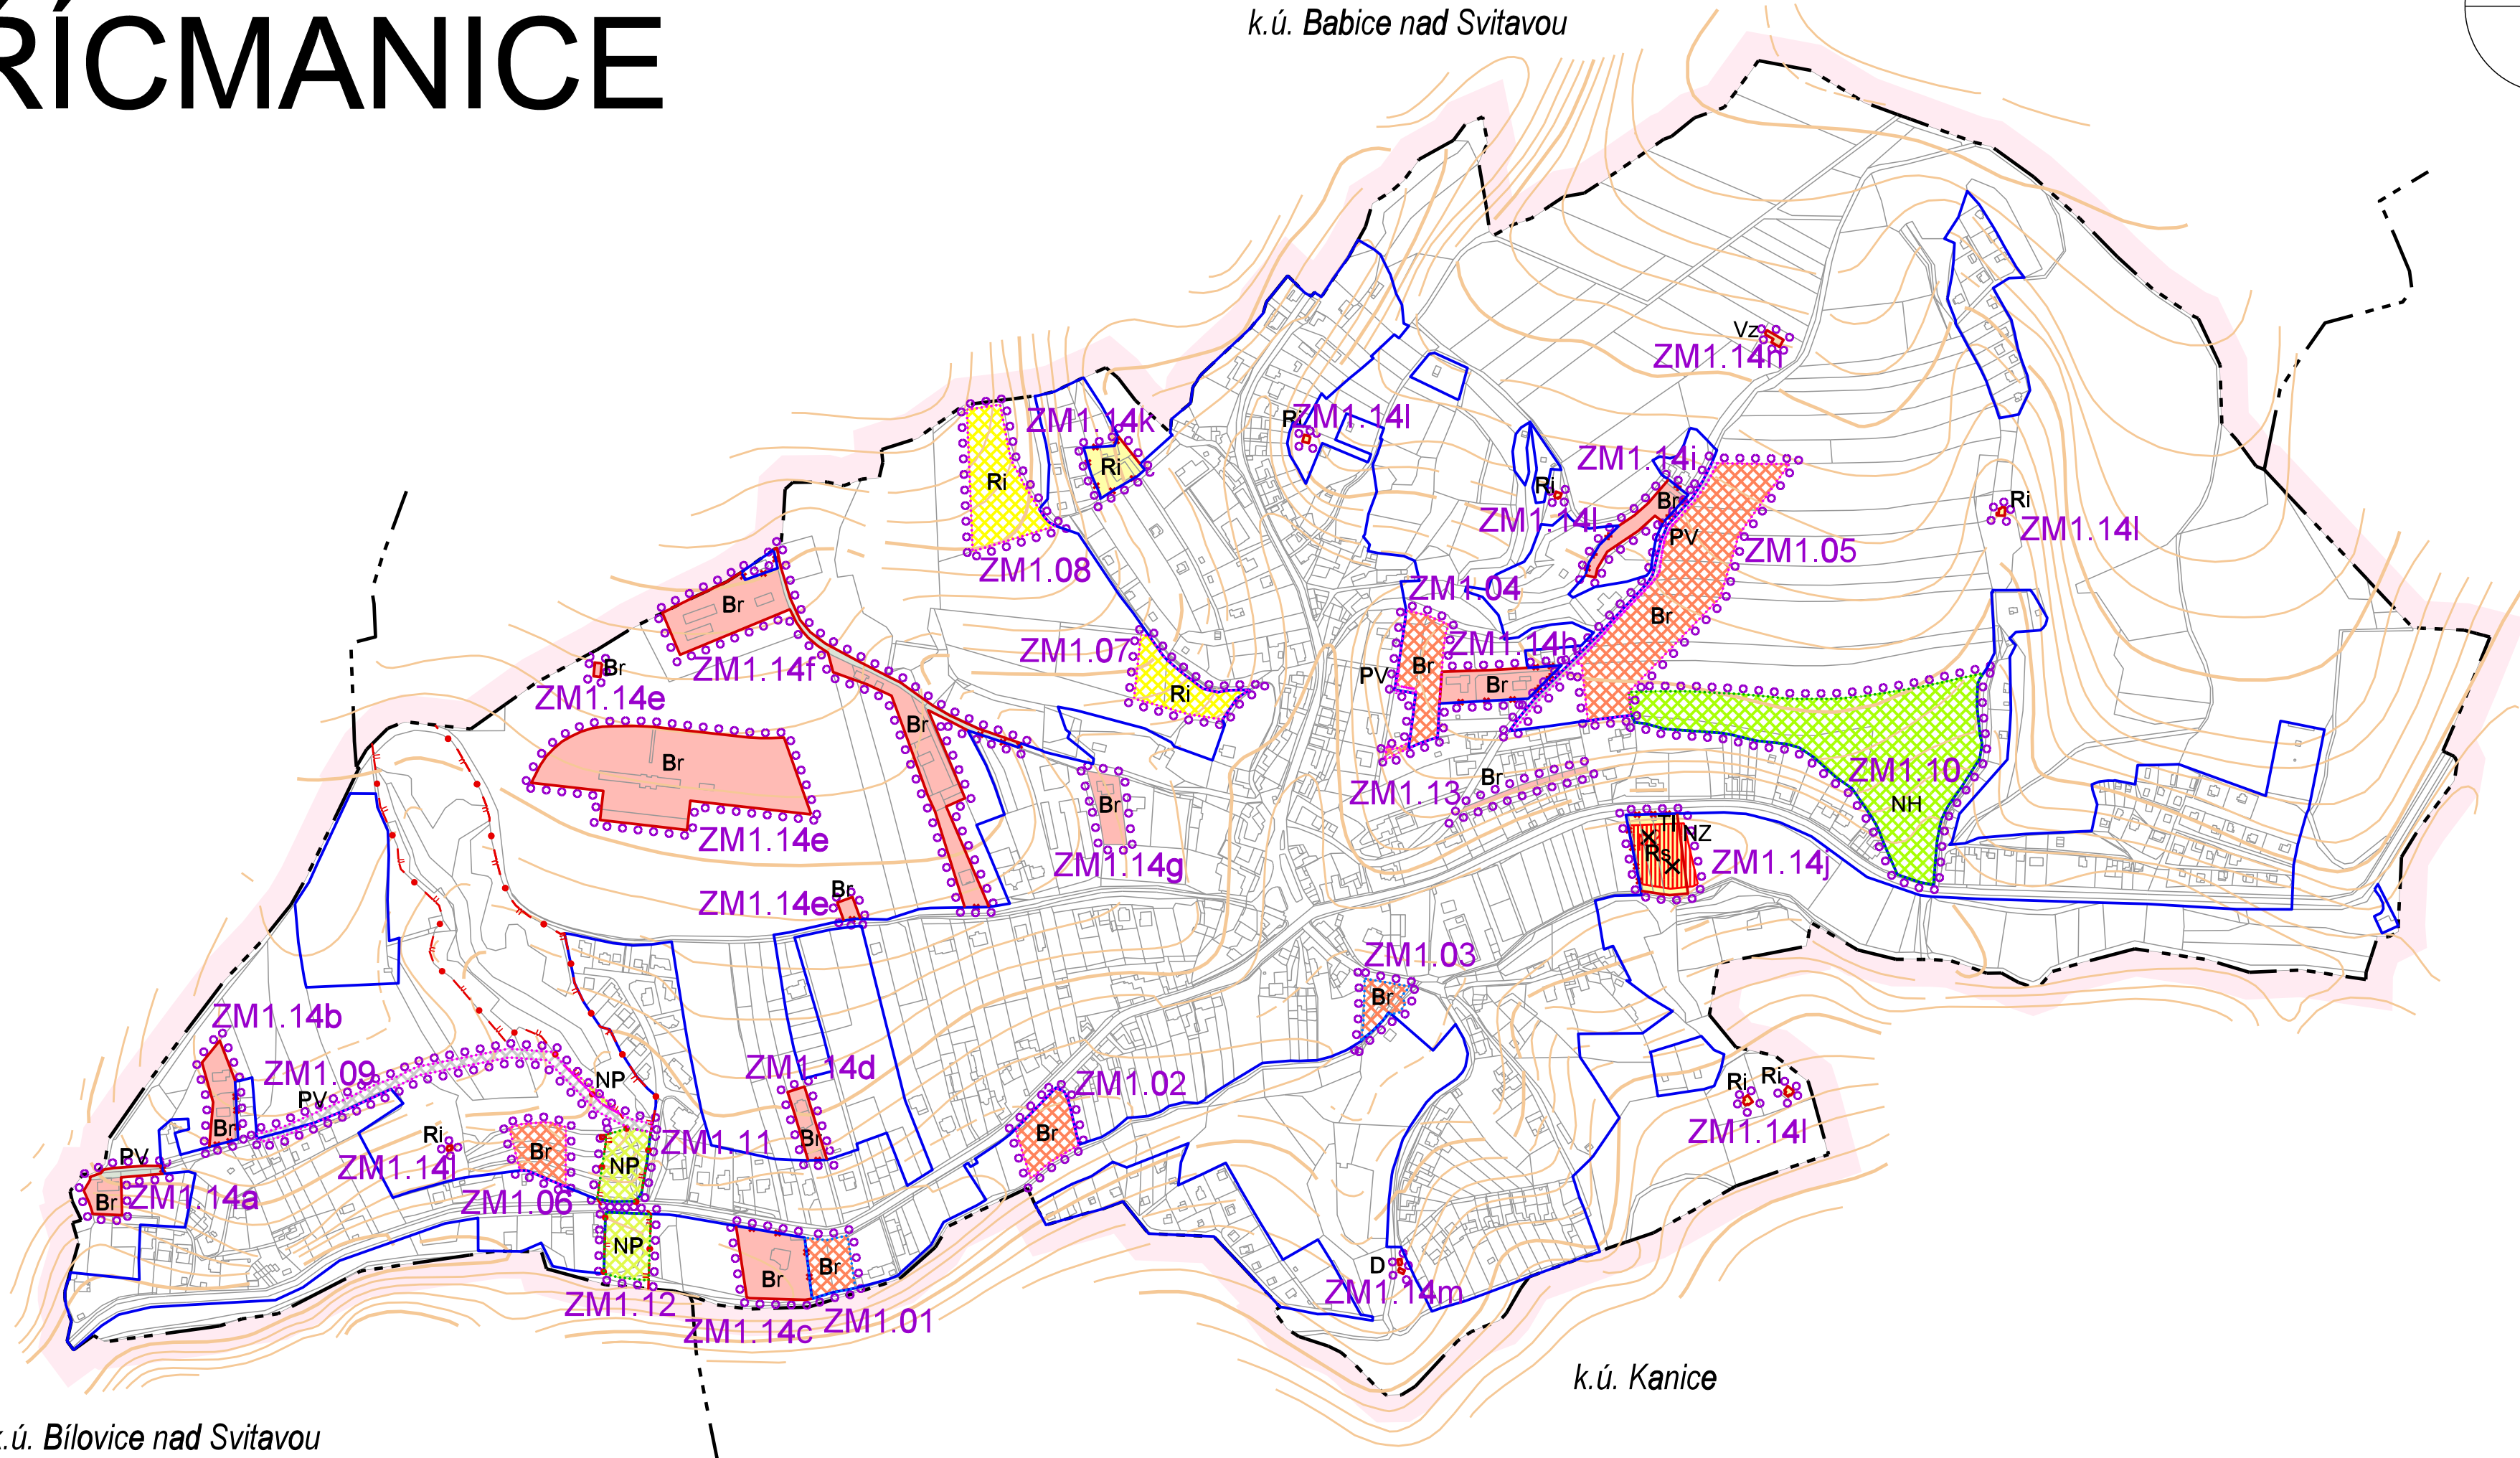 ŘÍCMANICE
k.ú. Babice nad Svitavou
Vz
ZM1.14n
ZM1.14k
Ri
ZM1.14l
Ri
Ri
ZM1.14i
Ri
Br
ZM1.14l
Ri
ZM1.14l
PV
ZM1.05
ZM1.08
ZM1.04
Br
Br
ZM1.07
ZM1.14h
ZM1.14f
Br
PV
Br
Br
Ri
ZM1.14e
Br
Br
ZM1.10
NH
Br
ZM1.13
Br
ZM1.14e
ZM1.14g
TI
NZ
Rs
ZM1.14j
Br
ZM1.14e
ZM1.03
Br
ZM1.14b
ZM1.09
PV
NP
ZM1.14d
ZM1.02
Ri
Ri
ZM1.14l
Br
Ri
Br
ZM1.11
Br
Br
PV
ZM1.14l
NP
Br
ZM1.14a
ZM1.06
NP
Br
Br
D
ZM1.14m
ZM1.12
ZM1.14c
ZM1.01
k.ú. Kanice
k.ú. Bílovice nad Svitavou